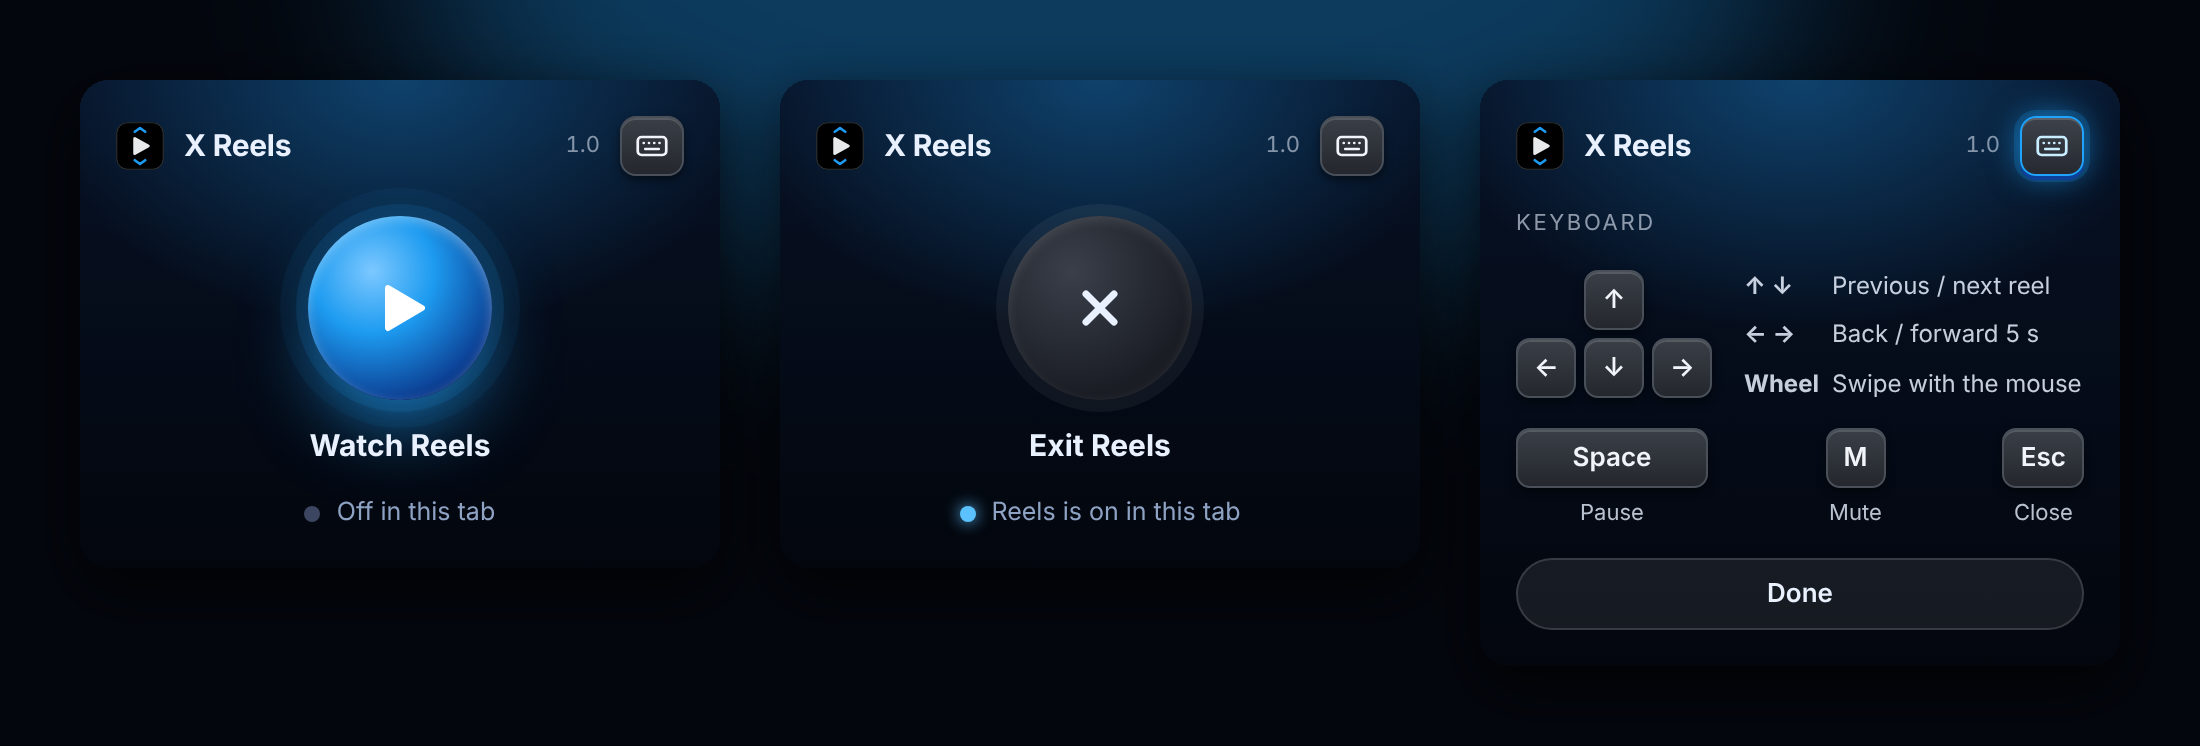 X Reels
1.0
Watch Reels
Off in this tab
X Reels
1.0
Exit Reels
Reels is on in this tab
X Reels
1.0
KEYBOARD
↑
← ↓ →
↑ ↓ Previous / next reel
← → Back / forward 5 s
Wheel Swipe with the mouse
Space M Esc
Pause Mute Close
Done